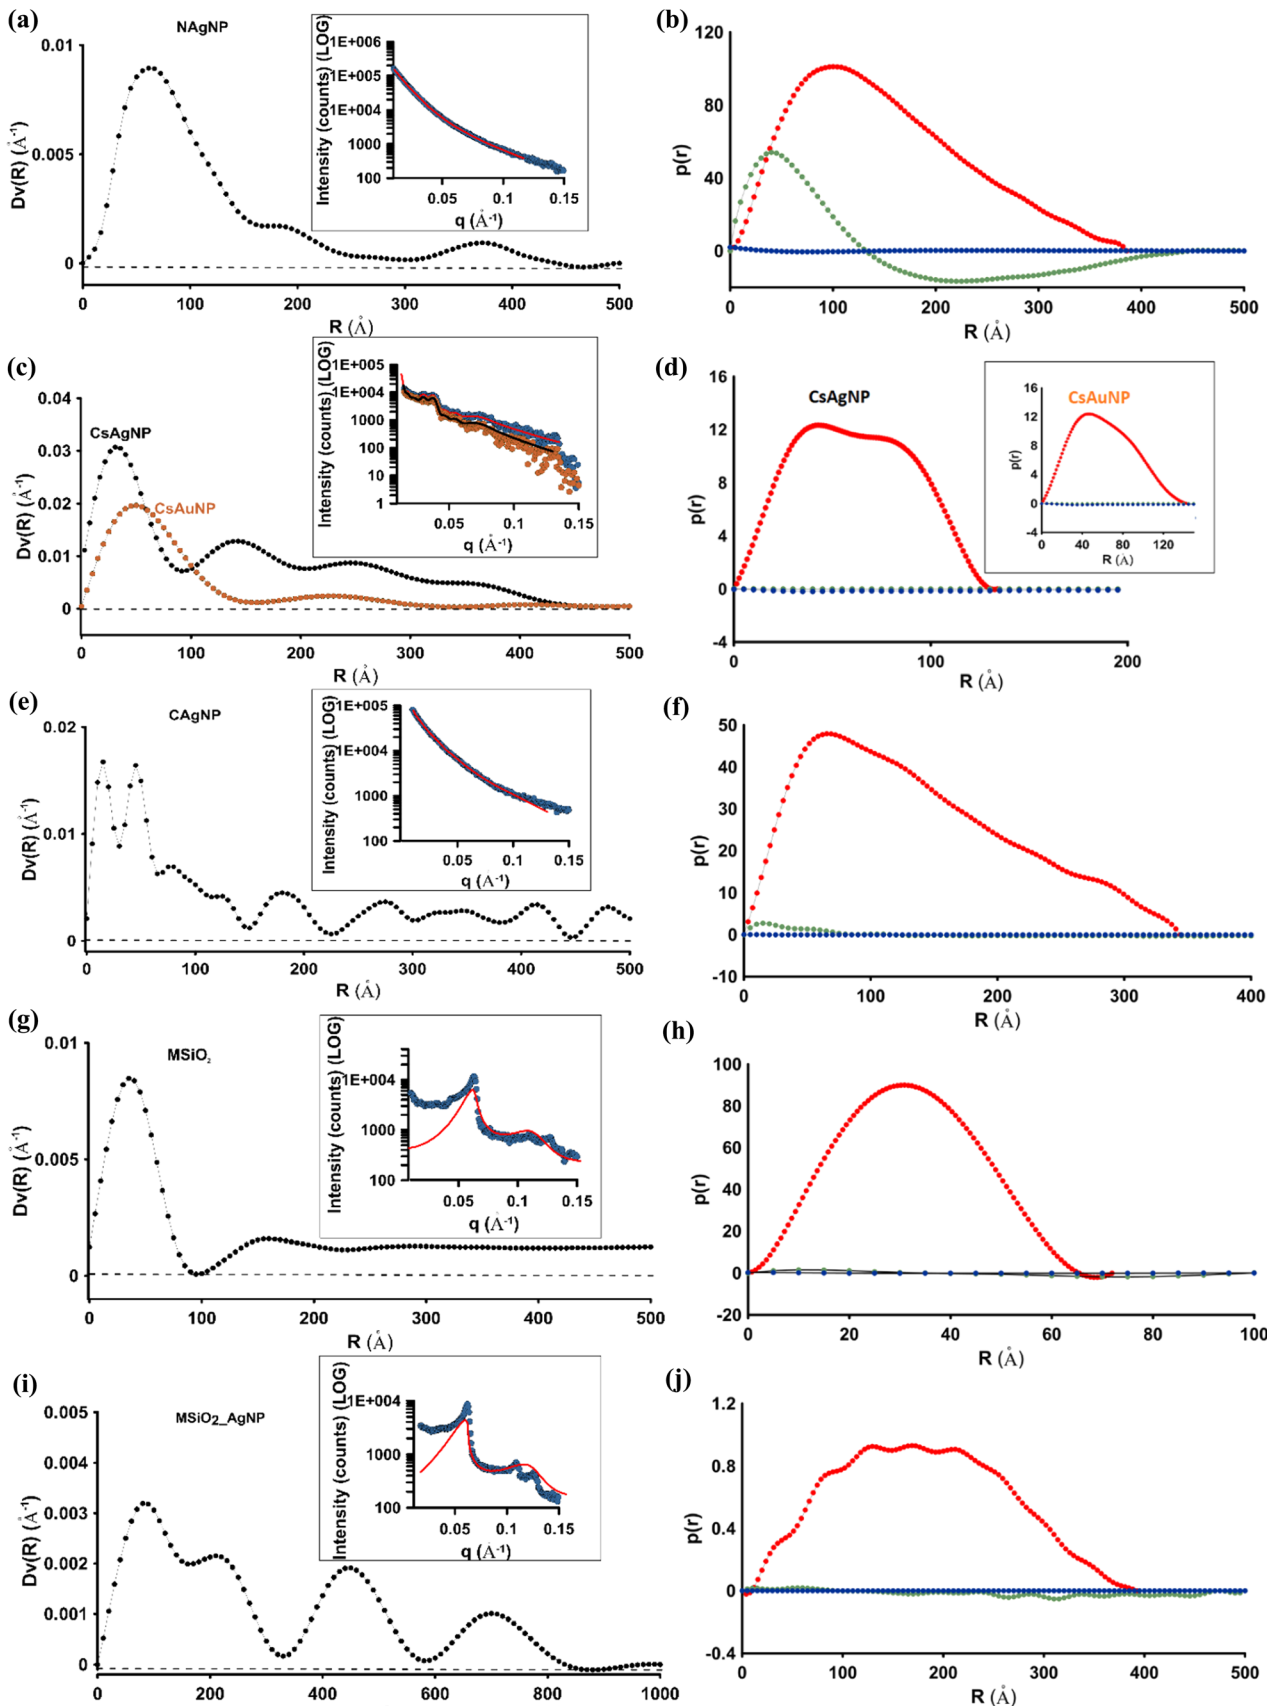 (a)
NAgNP
Dv(R) (Å⁻¹)
0.01
0.005
0
0 100 200 300 400 500
R (Å)
Intensity (counts) (LOG)
1E+006
1E+005
1E+004
1000
100
0.05 0.1 0.15
q (Å⁻¹)
(b)
p(r)
120
80
40
0
0 100 200 300 400 500
R (Å)
(c)
Dv(R) (Å⁻¹)
0.04
0.03
0.02
0.01
0
CsAgNP
CsAuNP
0 100 200 300 400 500
R (Å)
Intensity (counts) (LOG)
1E+005
1E+004
1000
100
10
1
0.05 0.1 0.15
q (Å⁻¹)
(d)
CsAgNP
p(r)
16
12
8
4
0
-4
0 100 200
R (Å)
CsAuNP
p(r)
16
12
8
4
0
-4
0 40 80 120
R (Å)
(e)
CAgNP
Dv(R) (Å⁻¹)
0.02
0.01
0
0 100 200 300 400 500
R (Å)
Intensity (counts) (LOG)
1E+005
1E+004
1000
100
0.05 0.1 0.15
q (Å⁻¹)
(f)
p(r)
50
40
30
20
10
0
-10
0 100 200 300 400
R (Å)
(g)
MSiO₂
Dv(R) (Å⁻¹)
0.01
0.005
0
0 100 200 300 400 500
R (Å)
Intensity (counts) (LOG)
1E+004
1000
100
0.05 0.1 0.15
q (Å⁻¹)
(h)
p(r)
100
80
60
40
20
0
-20
0 20 40 60 80 100
R (Å)
(i)
MSiO2_AgNP
Dv(R) (Å⁻¹)
0.005
0.004
0.003
0.002
0.001
0
0 200 400 600 800 1000
Intensity (counts) (LOG)
1E+004
1000
100
0.05 0.1 0.15
q (Å⁻¹)
(j)
p(r)
1.2
0.8
0.4
0
-0.4
0 100 200 300 400 500
R (Å)